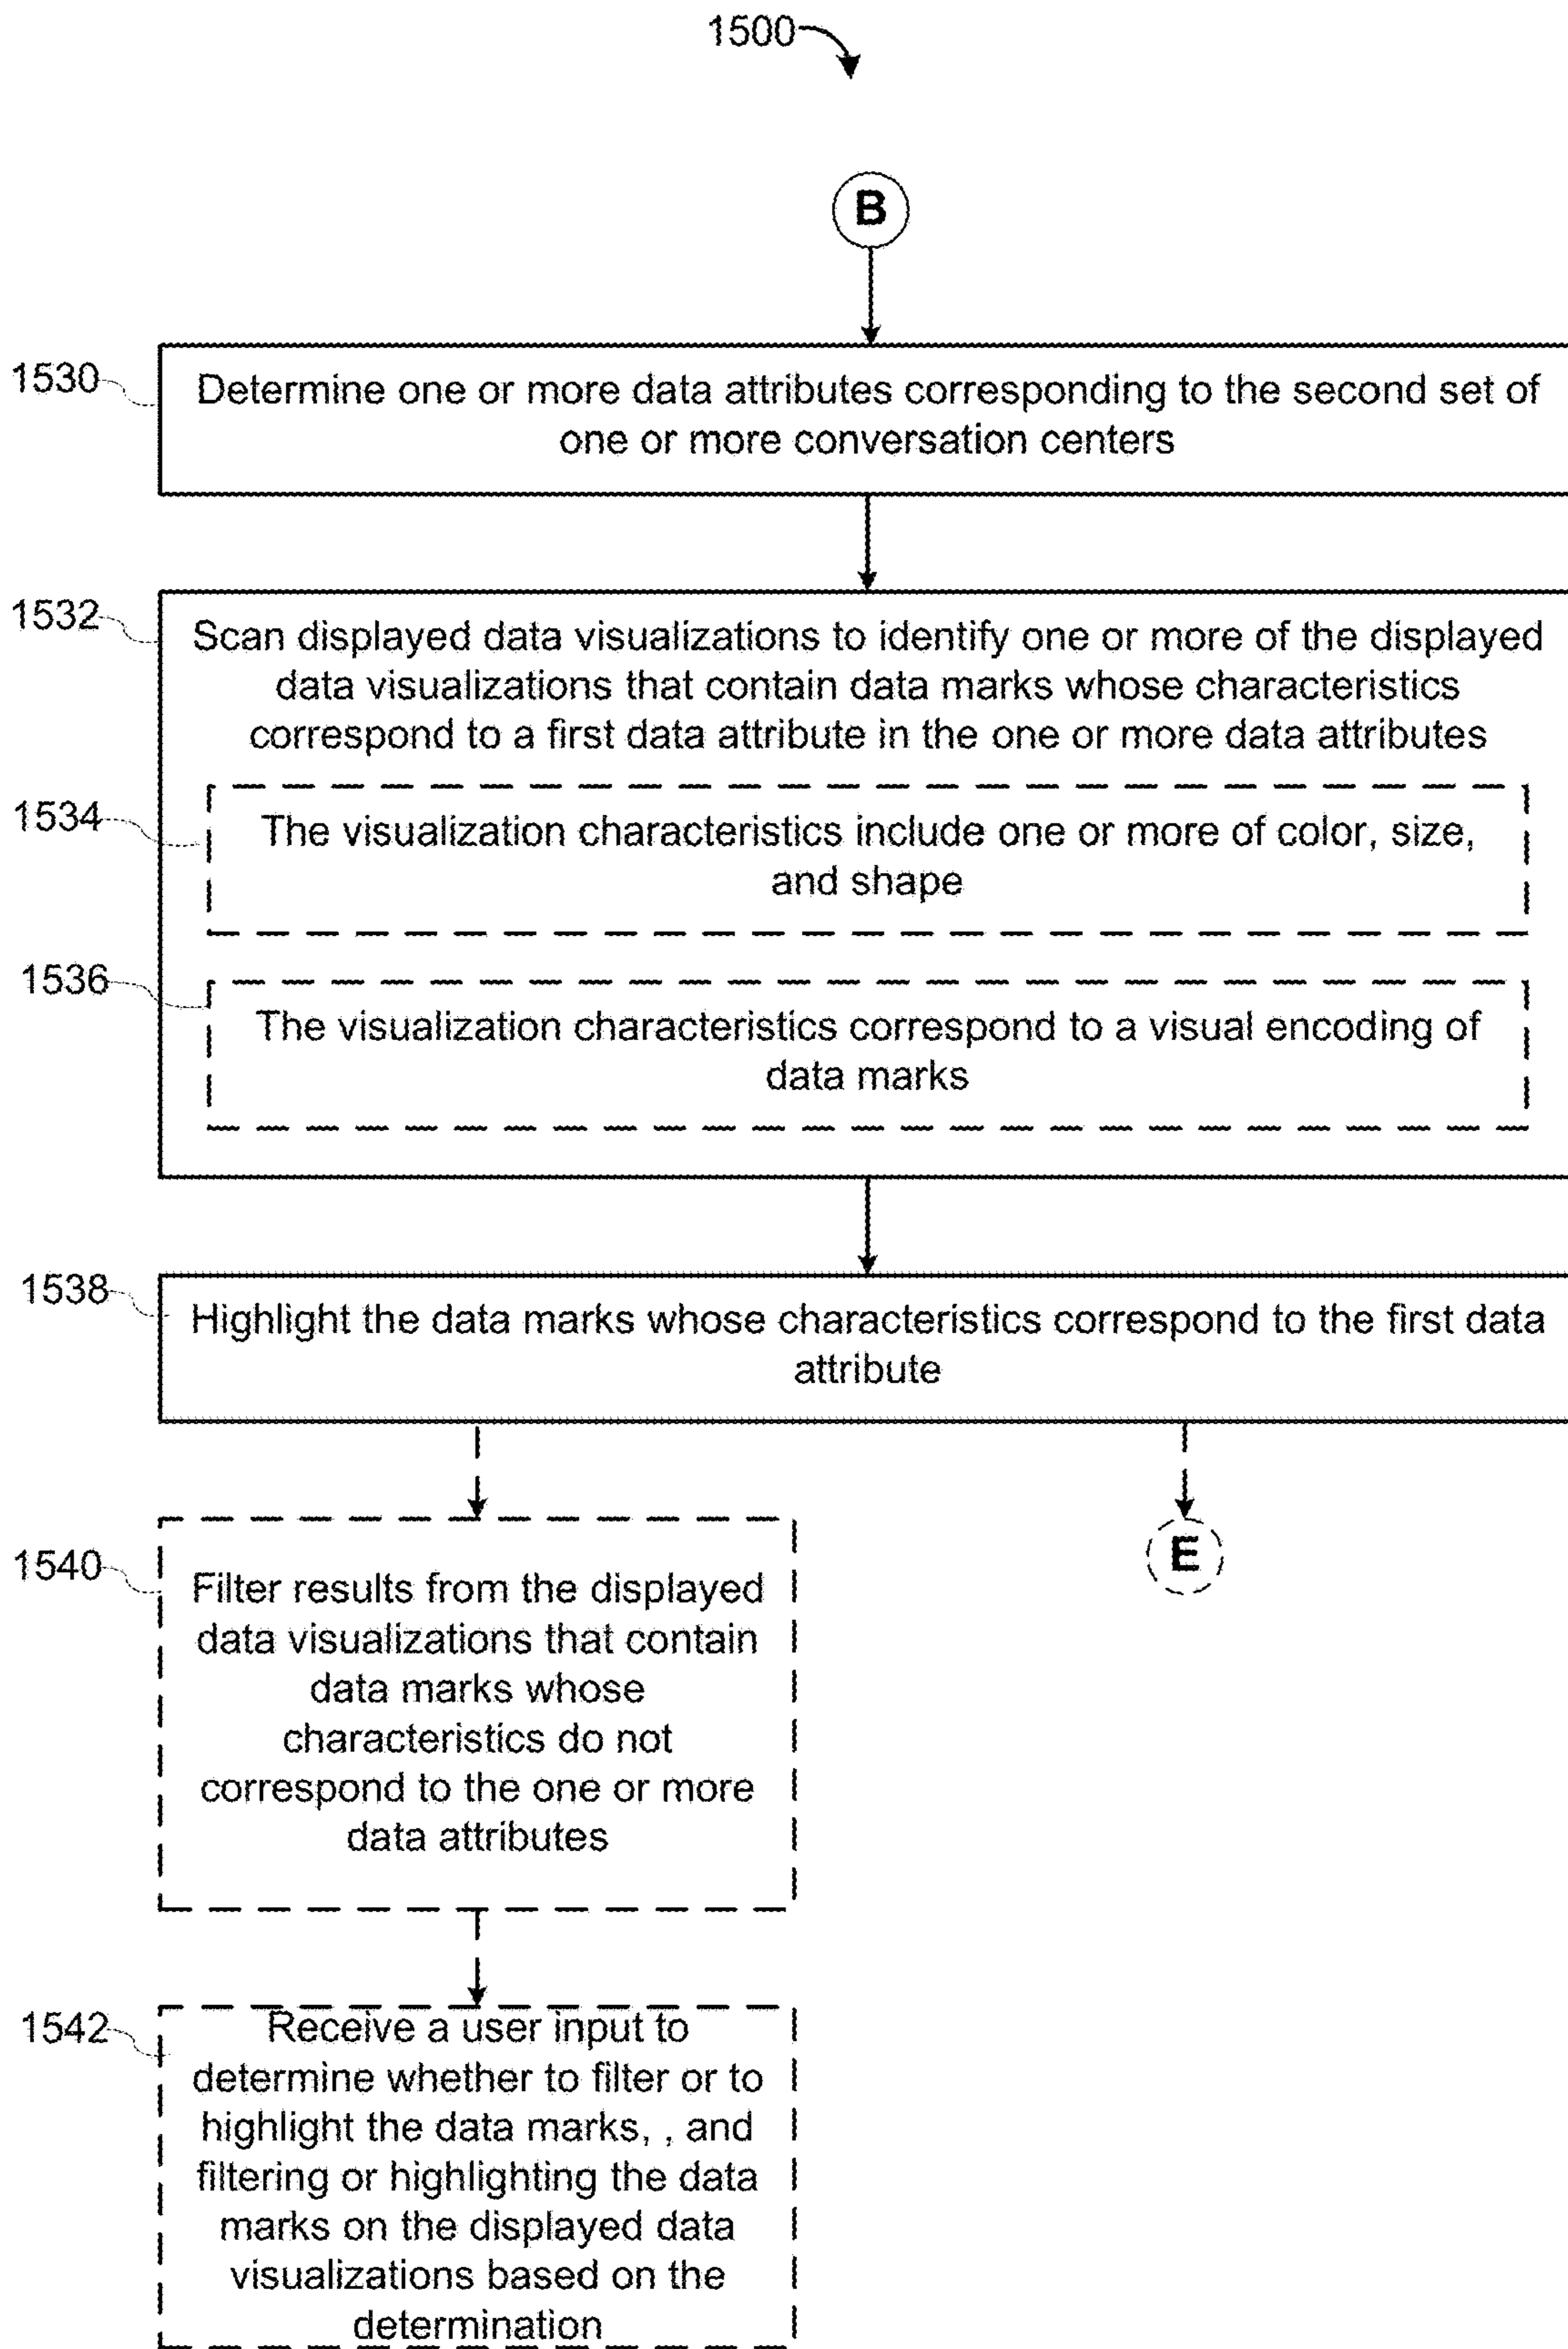 1500
B
1530
Determine one or more data attributes corresponding to the second set of
one or more conversation centers
1532
Scan displayed data visualizations to identify one or more of the displayed
data visualizations that contain data marks whose characteristics
correspond to a first data attribute in the one or more data attributes
1534
The visualization characteristics include one or more of color, size,
and shape
1536
The visualization characteristics correspond to a visual encoding of
data marks
1538
Highlight the data marks whose characteristics correspond to the first data
attribute
E
1540
Filter results from the displayed
data visualizations that contain
data marks whose
characteristics do not
correspond to the one or more
data attributes
1542
Receive a user input to
determine whether to filter or to
highlight the data marks, , and
filtering or highlighting the data
marks on the displayed data
visualizations based on the
determination